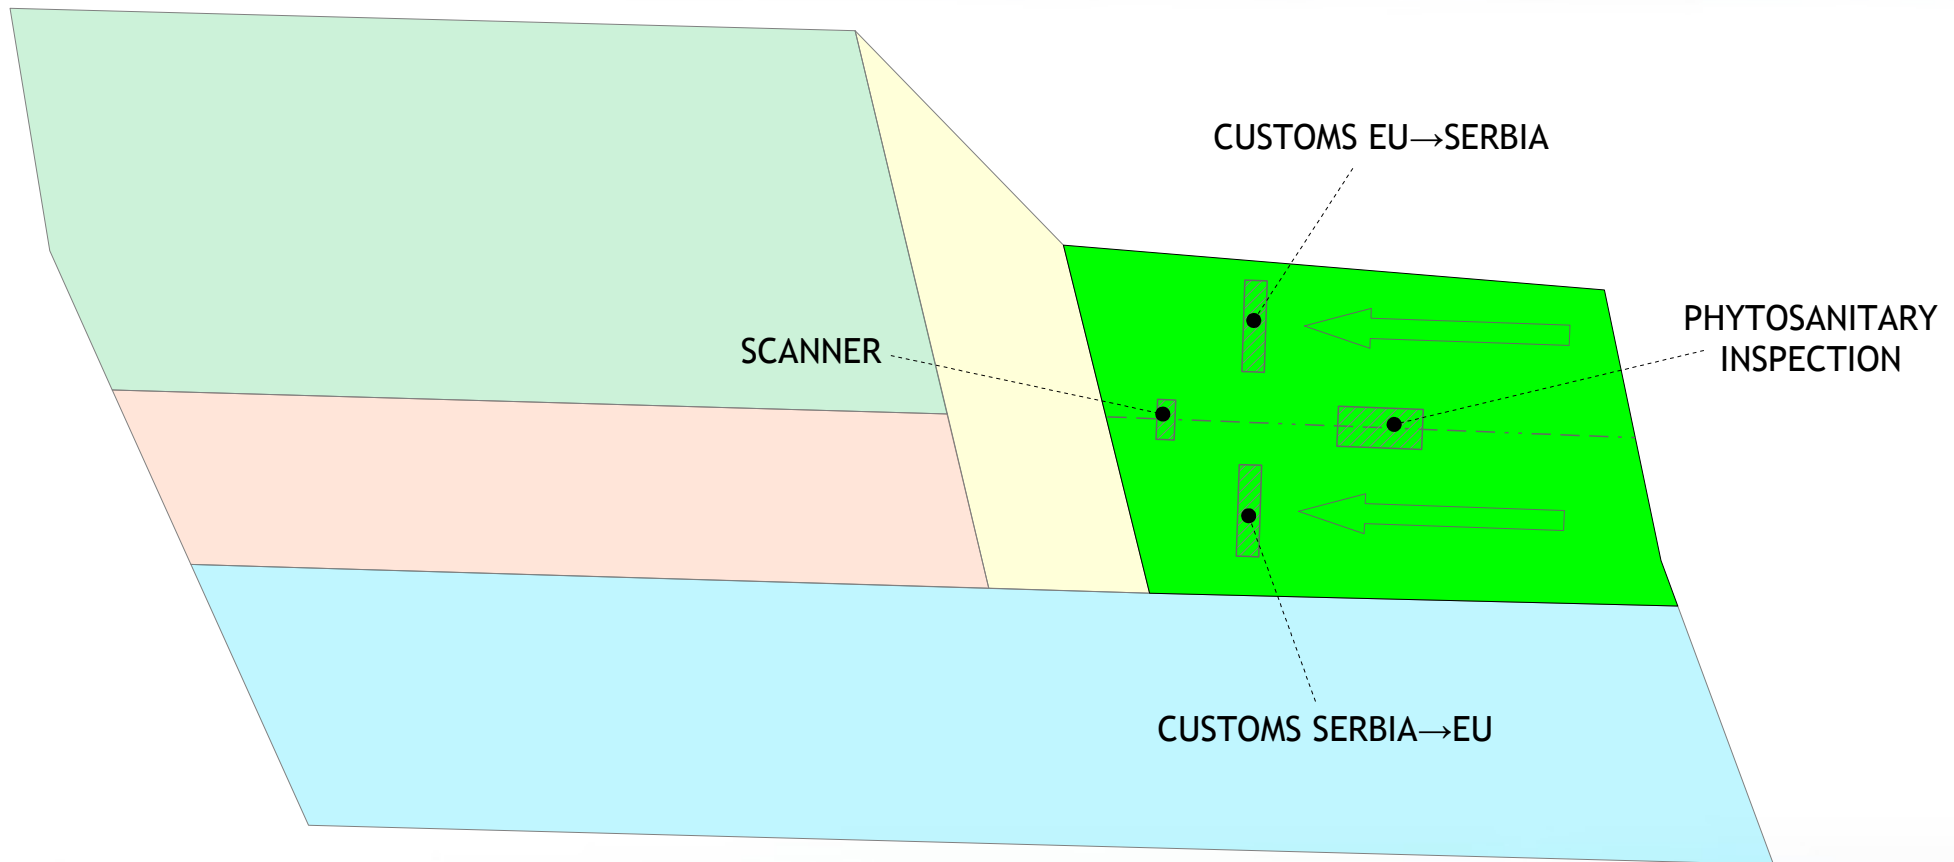 CUSTOMS EU→SERBIA
SCANNER
PHYTOSANITARY
INSPECTION
CUSTOMS SERBIA→EU